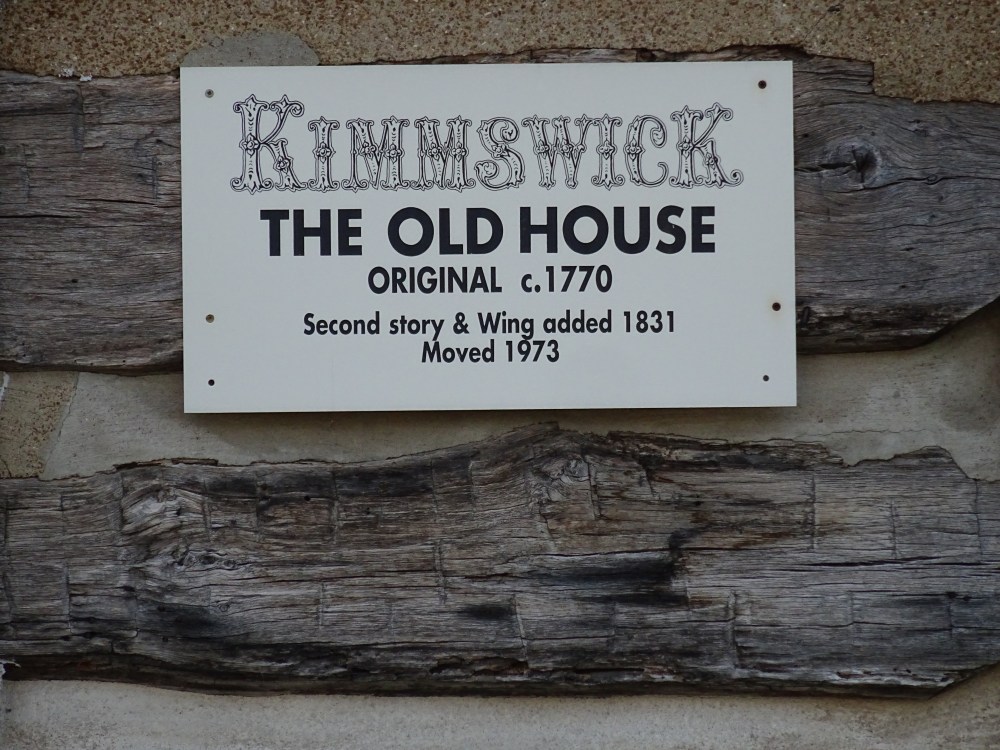 KIMMSWICK
THE OLD HOUSE
ORIGINAL c.1770
Second story & Wing added 1831
Moved 1973